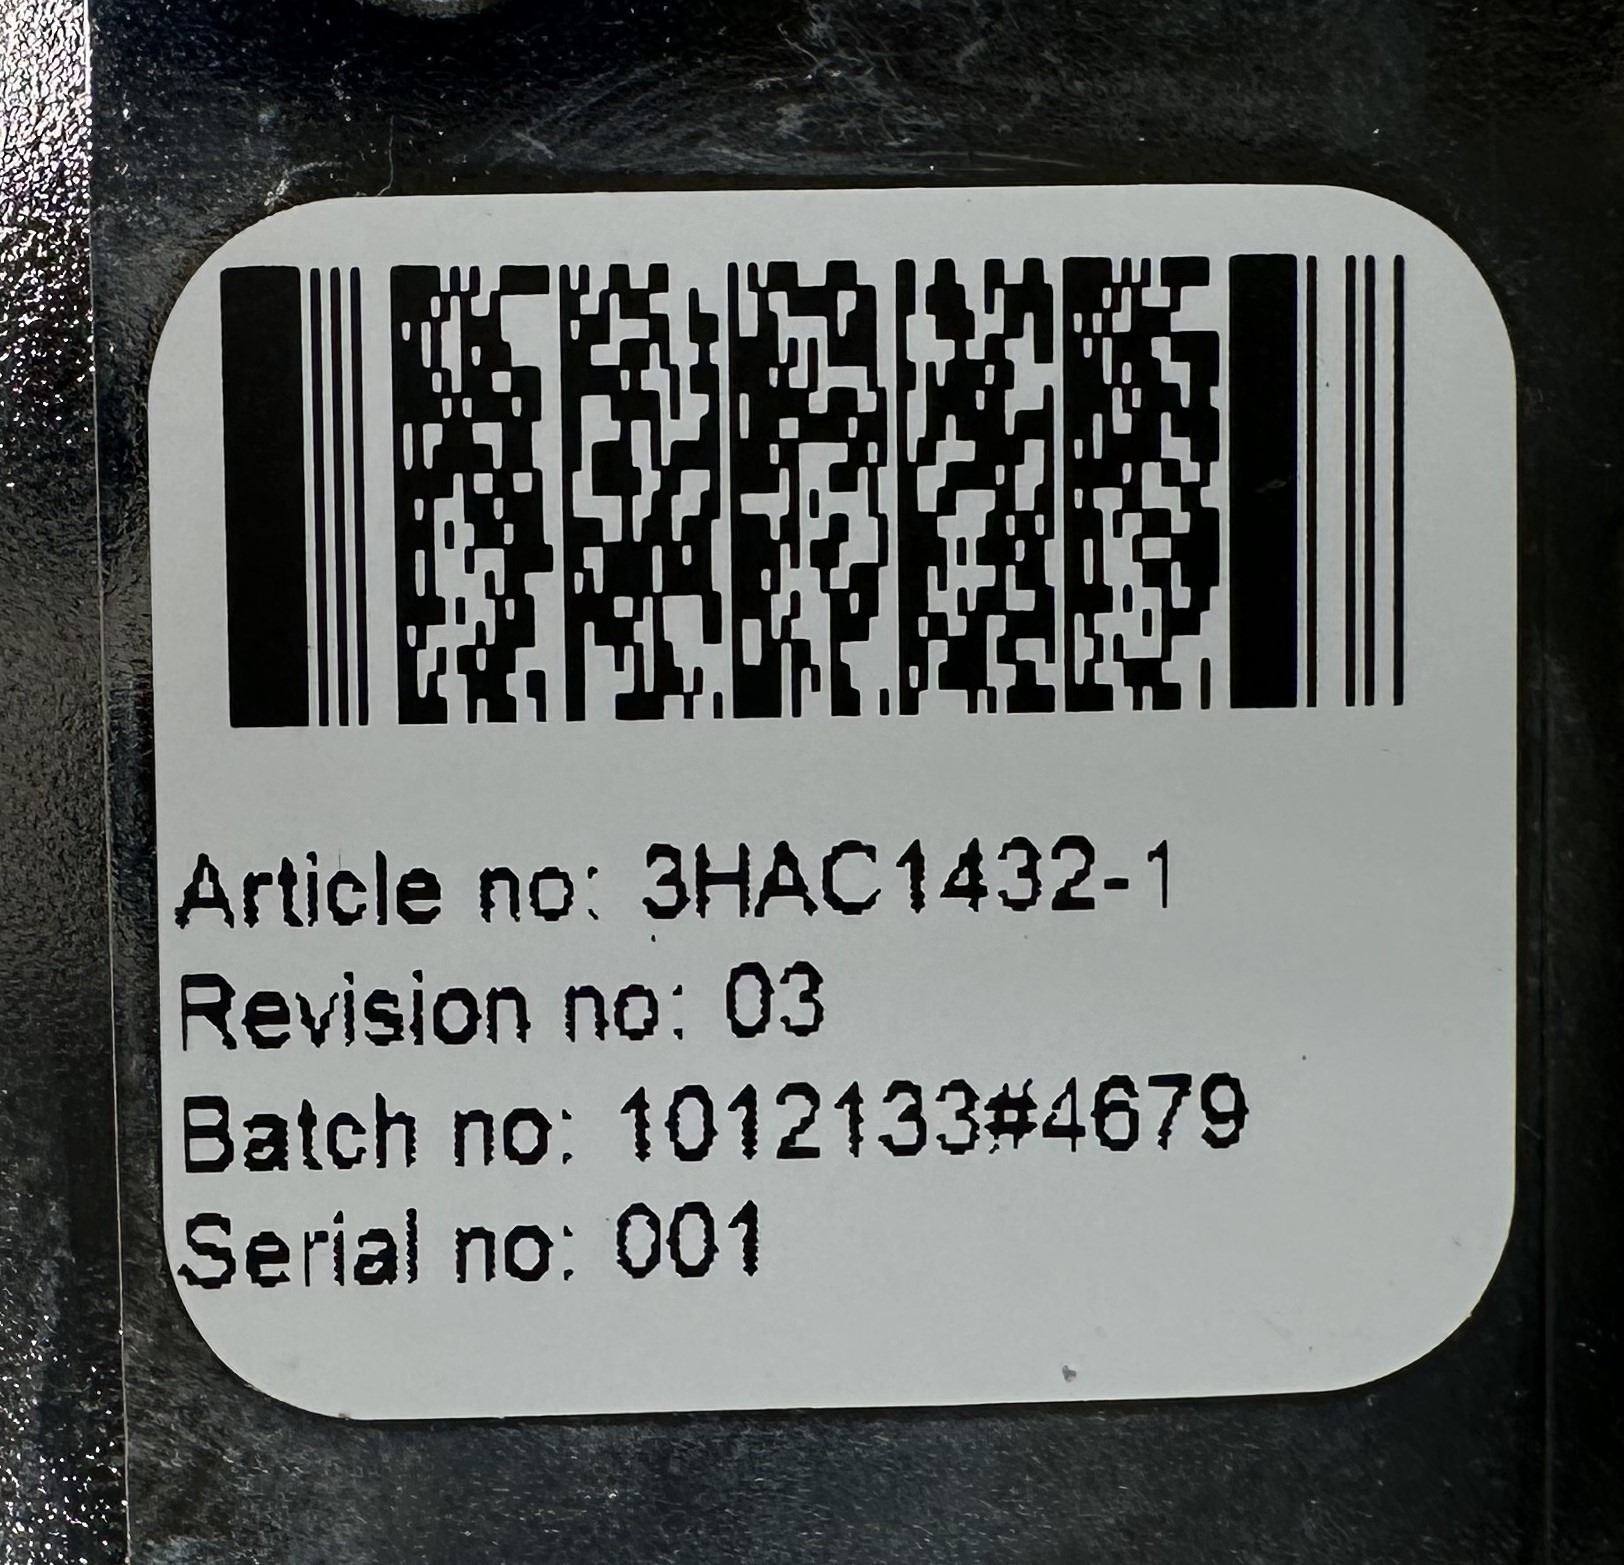 Article no: 3HAC1432-1
Revision no: 03
Batch no: 1012133#4679
Serial no: 001